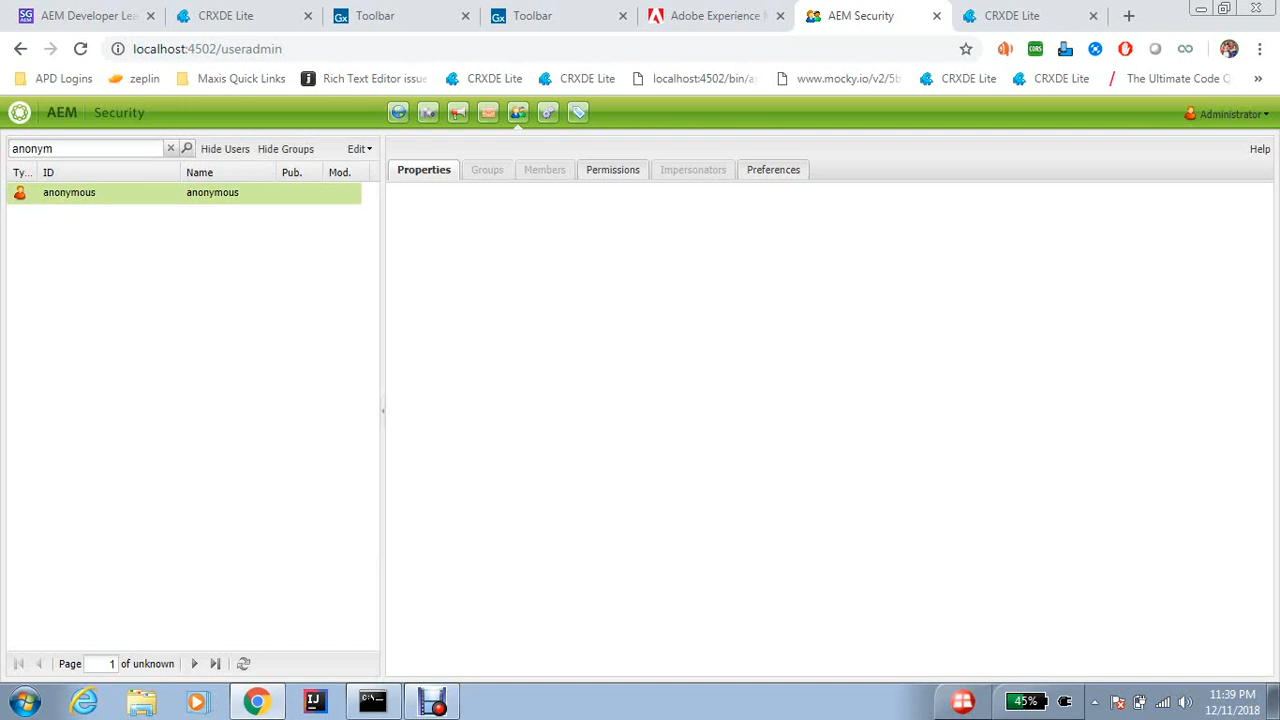 AEM Developer Lea
CRXDE Lite
Toolbar
Toolbar
Adobe Experience M
AEM Security
CRXDE Lite
localhost:4502/useradmin
CORS
APD Logins
zeplin
Maxis Quick Links
Rich Text Editor issue
CRXDE Lite
CRXDE Lite
localhost:4502/bin/a
www.mocky.io/v2/5b
CRXDE Lite
CRXDE Lite
The Ultimate Code Q
»
AEM
Security
Administrator
anonym
Hide Users
Hide Groups
Edit
Help
Ty...
ID
Name
Pub.
Mod.
Properties
Groups
Members
Permissions
Impersonators
Preferences
anonymous
anonymous
Page
1
of unknown
45%
11:39 PM
12/11/2018